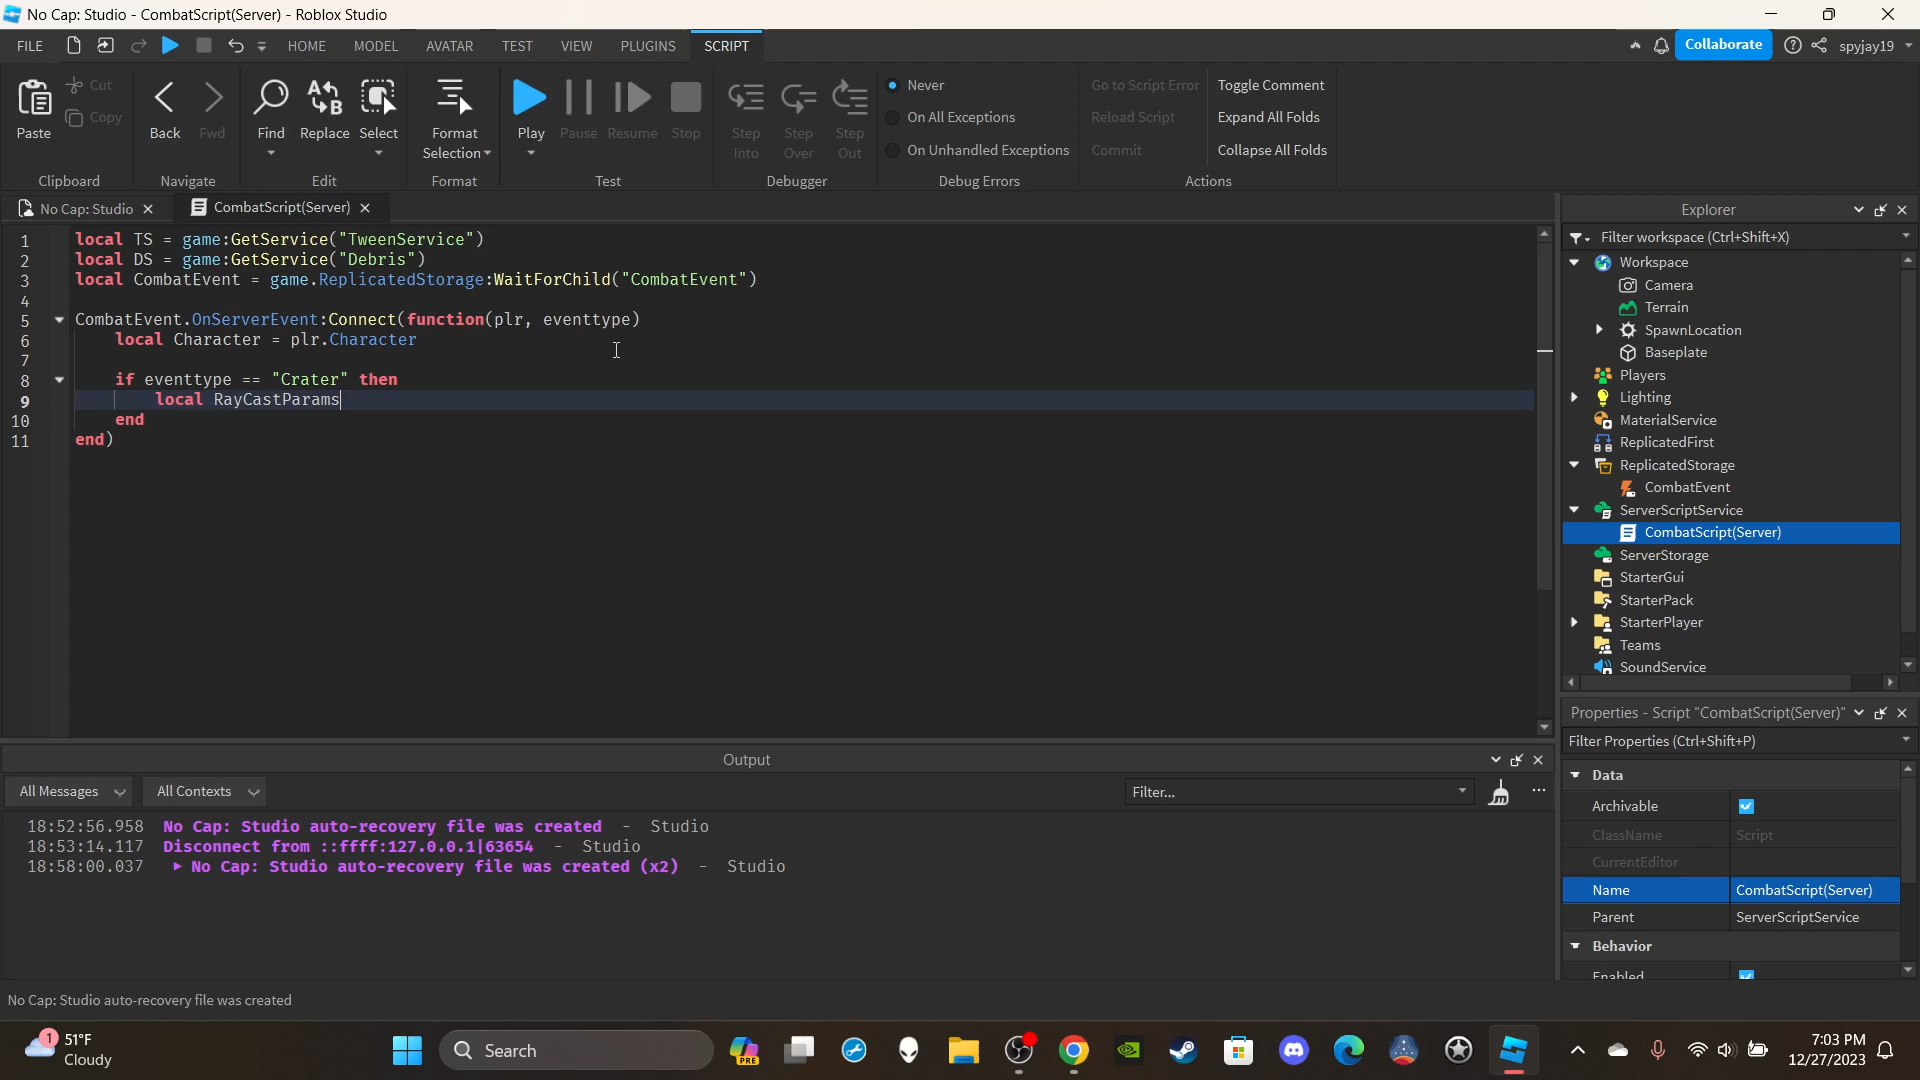 No Cap: Studio - CombatScript(Server) - Roblox Studio
FILE HOME MODEL AVATAR TEST VIEW PLUGINS SCRIPT Collaborate spyjay19
Paste Cut Copy
Clipboard
Back Fwd
Navigate
Find Replace Select
Edit
Format Selection
Format
Play Pause Resume Stop
Test
Step Into Step Over Step Out
Debugger
Never
On All Exceptions
On Unhandled Exceptions
Debug Errors
Go to Script Error
Reload Script
Commit
Toggle Comment
Expand All Folds
Collapse All Folds
Actions
No Cap: Studio CombatScript(Server)
1 local TS = game:GetService("TweenService")
2 local DS = game:GetService("Debris")
3 local CombatEvent = game.ReplicatedStorage:WaitForChild("CombatEvent")
4
5 CombatEvent.OnServerEvent:Connect(function(plr, eventtype)
6 local Character = plr.Character
7
8 if eventtype == "Crater" then
9 local RayCastParams
10 end
11 end)
Explorer
Filter workspace (Ctrl+Shift+X)
Workspace
Camera
Terrain
SpawnLocation
Baseplate
Players
Lighting
MaterialService
ReplicatedFirst
ReplicatedStorage
CombatEvent
ServerScriptService
CombatScript(Server)
ServerStorage
StarterGui
StarterPack
StarterPlayer
Teams
SoundService
Properties - Script "CombatScript(Server)"
Filter Properties (Ctrl+Shift+P)
Data
Archivable
ClassName Script
CurrentEditor
Name CombatScript(Server)
Parent ServerScriptService
Behavior
Enabled
Output
All Messages All Contexts Filter...
18:52:56.958 No Cap: Studio auto-recovery file was created - Studio
18:53:14.117 Disconnect from ::ffff:127.0.0.1|63654 - Studio
18:58:00.037 No Cap: Studio auto-recovery file was created (x2) - Studio
No Cap: Studio auto-recovery file was created
1
51°F
Cloudy
Search
PRE
7:03 PM
12/27/2023